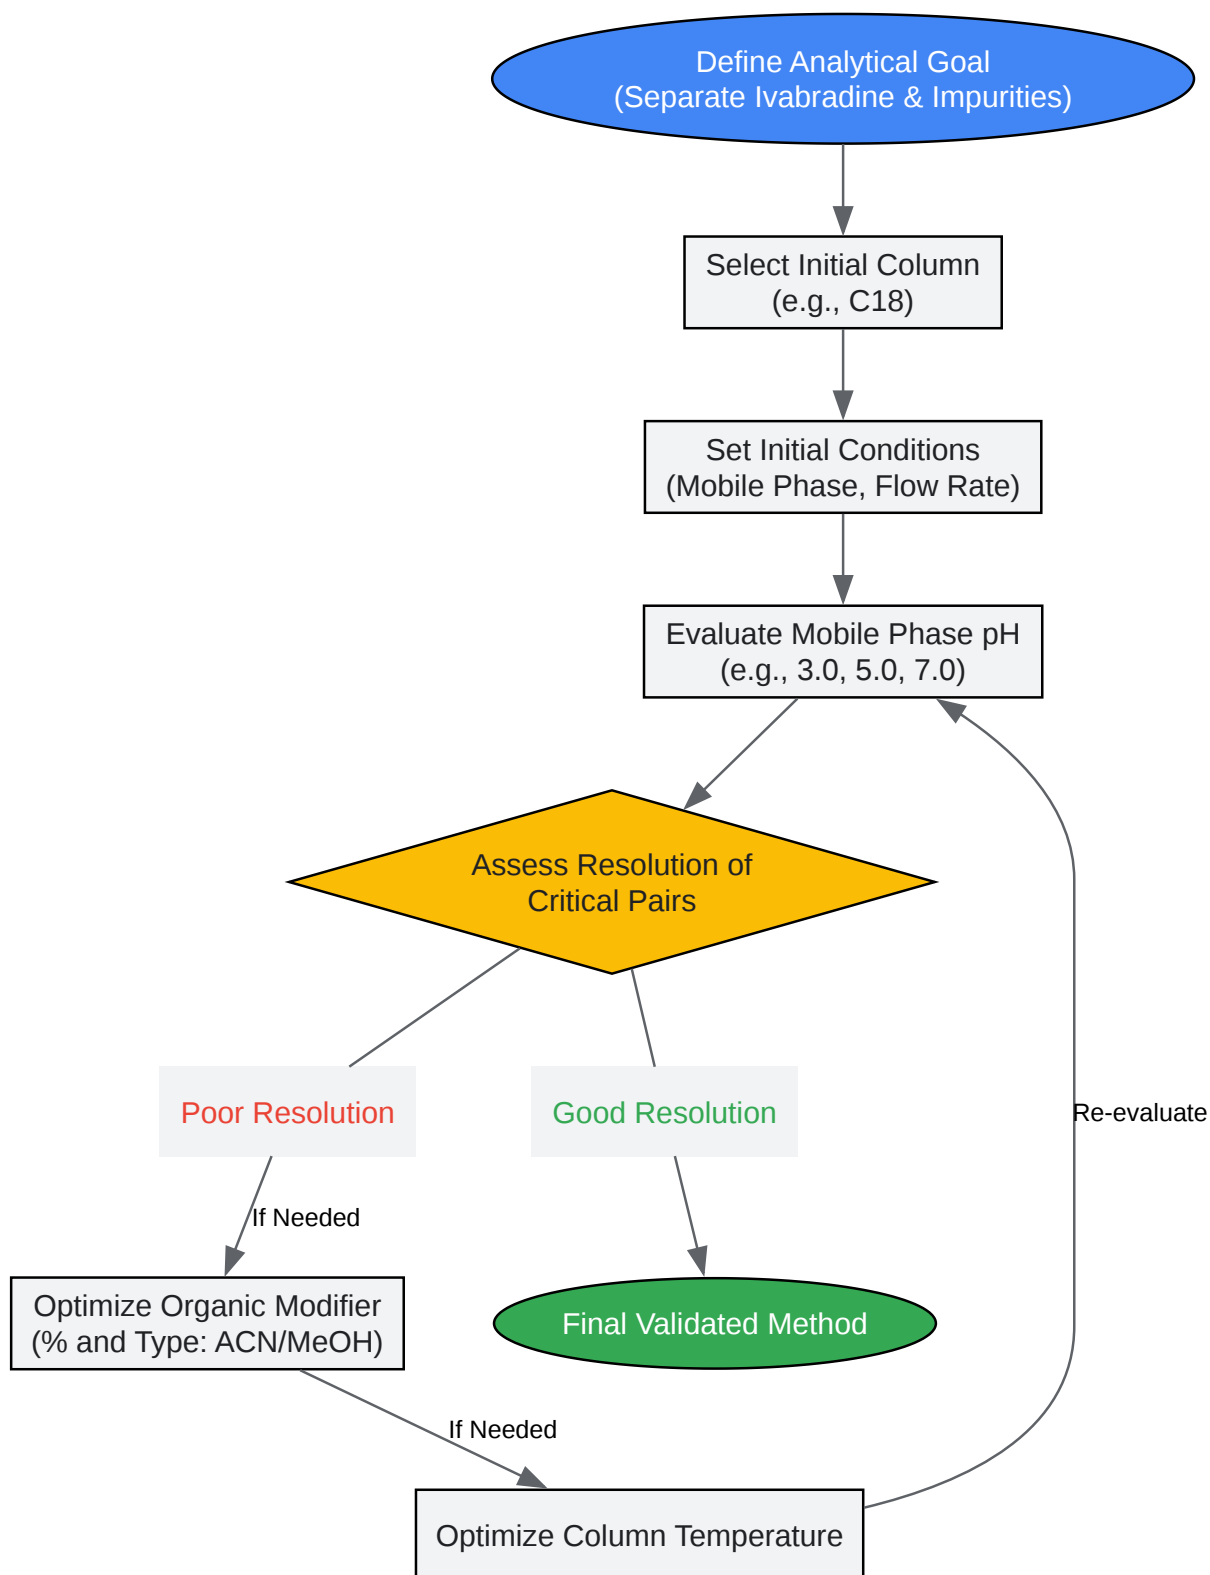 Define Analytical Goal
(Separate Ivabradine & Impurities)
Select Initial Column
(e.g., C18)
Set Initial Conditions
(Mobile Phase, Flow Rate)
Evaluate Mobile Phase pH
(e.g., 3.0, 5.0, 7.0)
Assess Resolution of
Critical Pairs
Poor Resolution
Good Resolution
Re-evaluate
If Needed
Optimize Organic Modifier
(% and Type: ACN/MeOH)
Final Validated Method
If Needed
Optimize Column Temperature